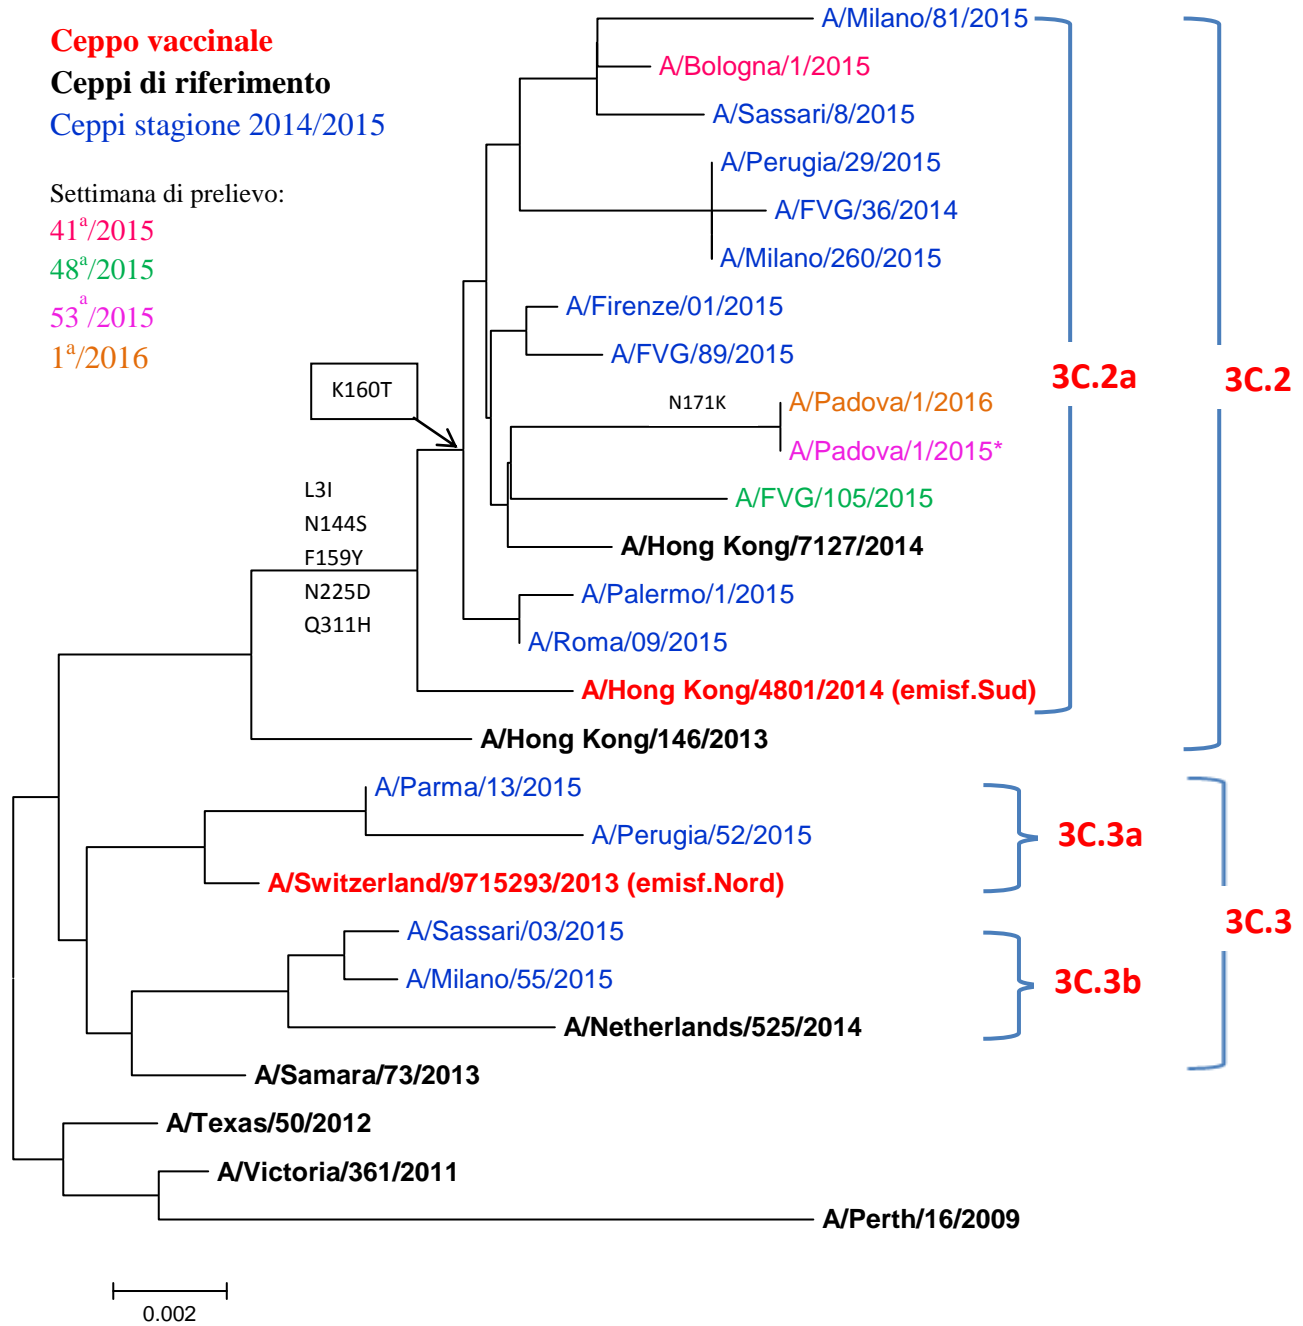 Ceppo vaccinale
Ceppi di riferimento
Ceppi stagione 2014/2015
Settimana di prelievo:
41ª/2015
48ª/2015
53ª/2015
1ª/2016
A/Milano/81/2015
A/Bologna/1/2015
A/Sassari/8/2015
A/Perugia/29/2015
A/FVG/36/2014
A/Milano/260/2015
A/Firenze/01/2015
A/FVG/89/2015
3C.2a
3C.2
K160T
N171K
A/Padova/1/2016
A/Padova/1/2015*
L3I
N144S
F159Y
N225D
Q311H
A/FVG/105/2015
A/Hong Kong/7127/2014
A/Palermo/1/2015
A/Roma/09/2015
A/Hong Kong/4801/2014 (emisf.Sud)
A/Hong Kong/146/2013
A/Parma/13/2015
A/Perugia/52/2015
3C.3a
A/Switzerland/9715293/2013 (emisf.Nord)
3C.3
A/Sassari/03/2015
A/Milano/55/2015
3C.3b
A/Netherlands/525/2014
A/Samara/73/2013
A/Texas/50/2012
A/Victoria/361/2011
A/Perth/16/2009
0.002